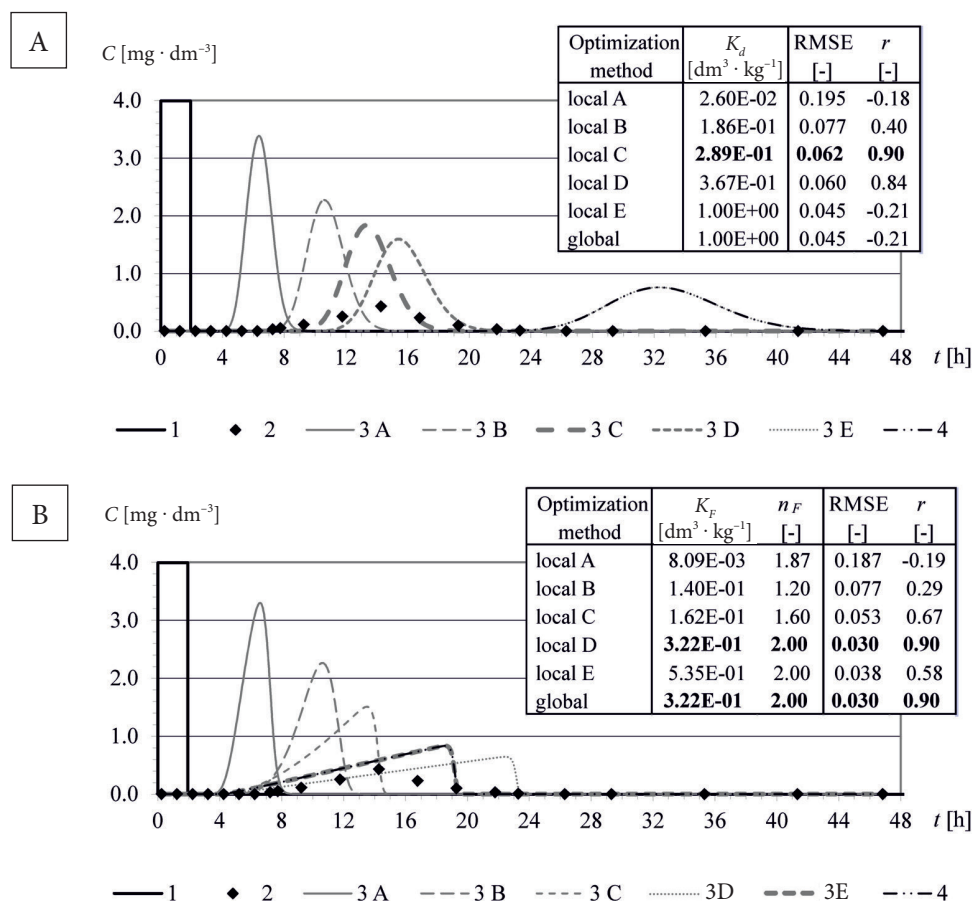 A
C [mg · dm⁻³]
Optimization method K_d [dm³ · kg⁻¹] RMSE [-] r [-]
local A 2.60E-02 0.195 -0.18
local B 1.86E-01 0.077 0.40
local C 2.89E-01 0.062 0.90
local D 3.67E-01 0.060 0.84
local E 1.00E+00 0.045 -0.21
global 1.00E+00 0.045 -0.21
4.0
3.0
2.0
1.0
0.0
0 4 8 12 16 20 24 28 32 36 40 44 48
t [h]
1 2 3 A 3 B 3 C 3 D 3 E 4
B
C [mg · dm⁻³]
Optimization method K_F [dm³ · kg⁻¹] n_F [-] RMSE [-] r [-]
local A 8.09E-03 1.87 0.187 -0.19
local B 1.40E-01 1.20 0.077 0.29
local C 1.62E-01 1.60 0.053 0.67
local D 3.22E-01 2.00 0.030 0.90
local E 5.35E-01 2.00 0.038 0.58
global 3.22E-01 2.00 0.030 0.90
4.0
3.0
2.0
1.0
0.0
0 4 8 12 16 20 24 28 32 36 40 44 48
t [h]
1 2 3 A 3 B 3 C 3D 3E 4